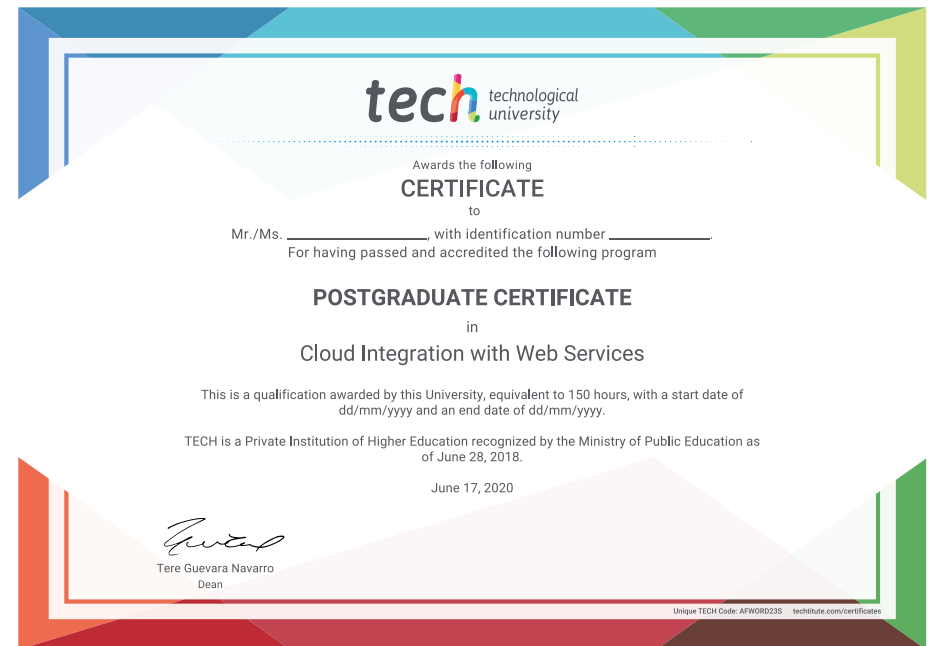 tech technological
university
Awards the following
CERTIFICATE
to
Mr./Ms. ____________________, with identification number ______________.
For having passed and accredited the following program
POSTGRADUATE CERTIFICATE
in
Cloud Integration with Web Services
This is a qualification awarded by this University, equivalent to 150 hours, with a start date of
dd/mm/yyyy and an end date of dd/mm/yyyy.
TECH is a Private Institution of Higher Education recognized by the Ministry of Public Education as
of June 28, 2018.
June 17, 2020
Tere Guevara Navarro
Dean
Unique TECH Code: AFWORD23S techtitute.com/certificates